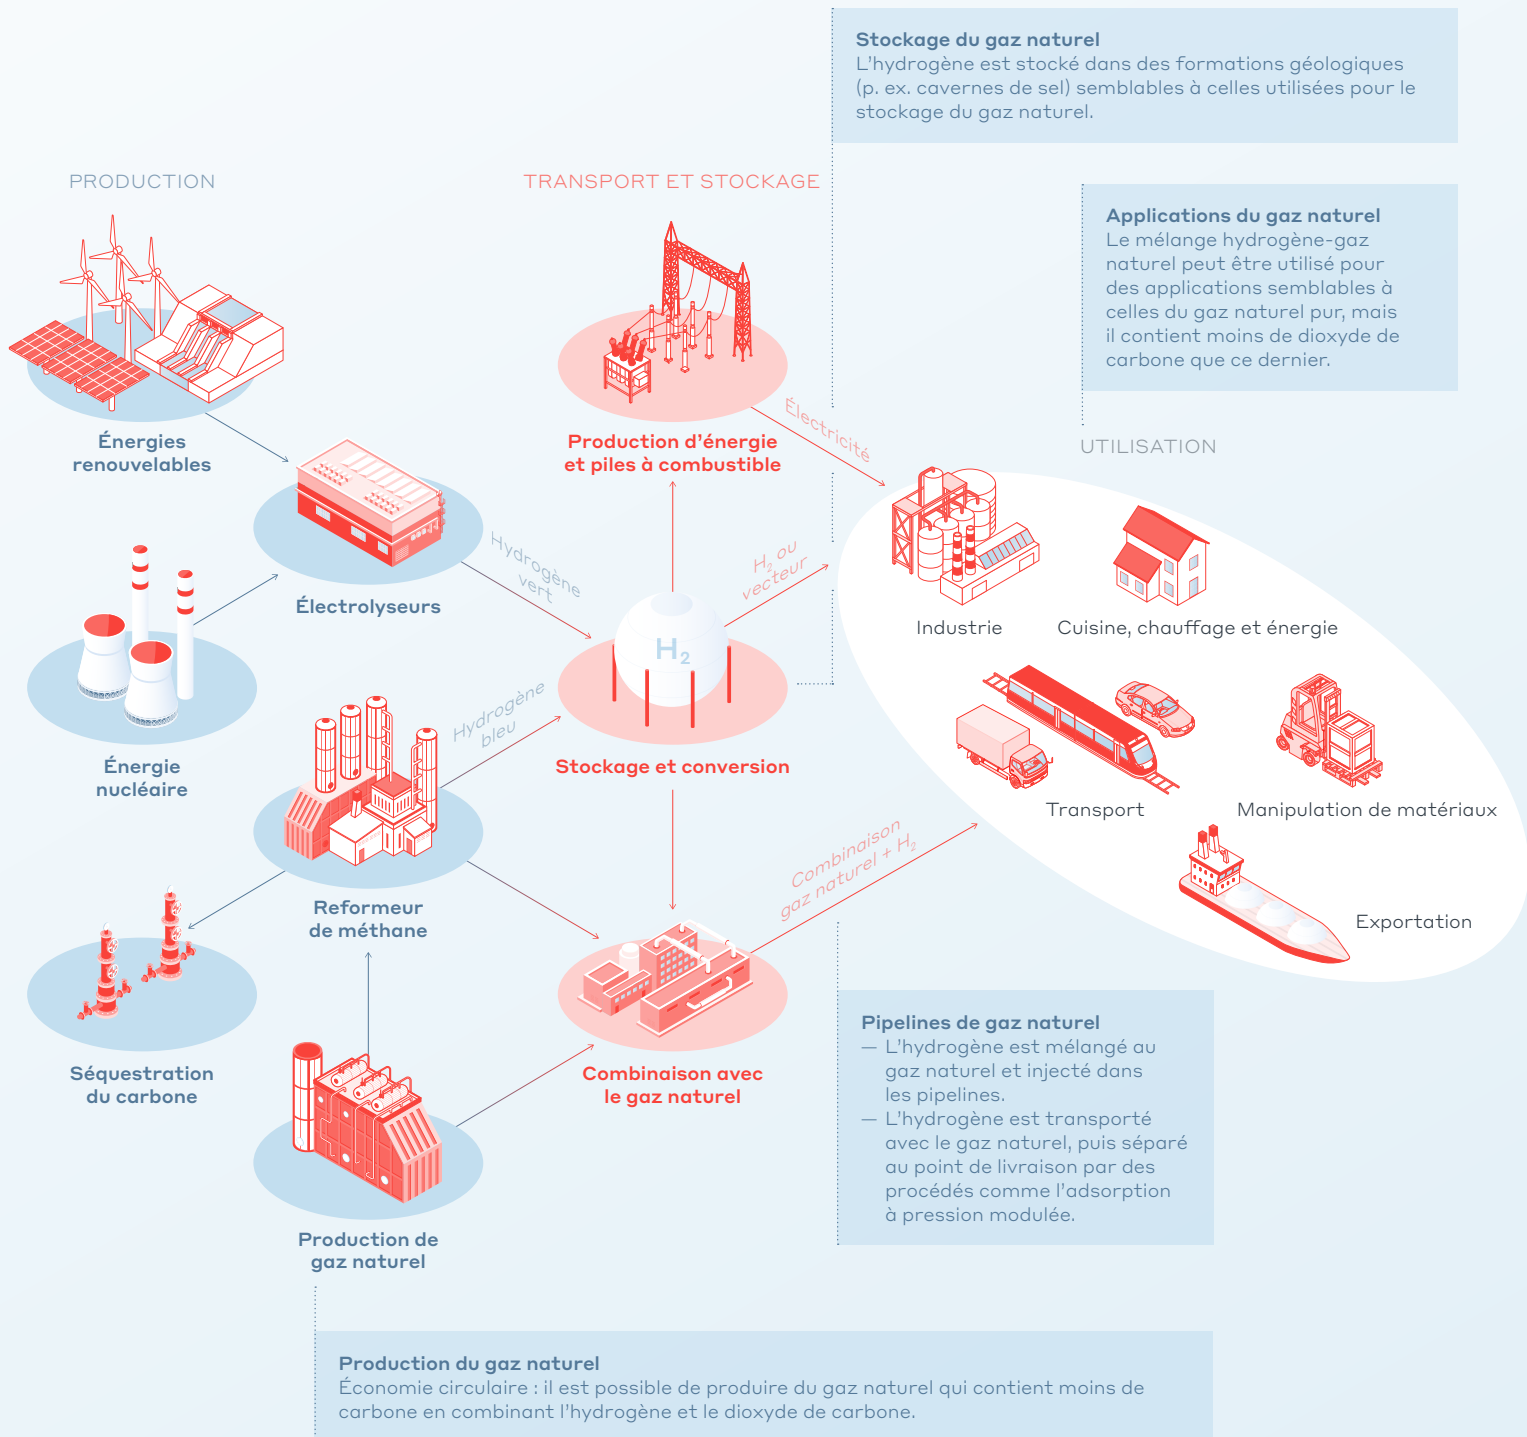 Stockage du gaz naturel
L'hydrogène est stocké dans des formations géologiques
(p. ex. cavernes de sel) semblables à celles utilisées pour le
stockage du gaz naturel.
PRODUCTION
TRANSPORT ET STOCKAGE
Applications du gaz naturel
Le mélange hydrogène-gaz
naturel peut être utilisé pour
des applications semblables à
celles du gaz naturel pur, mais
il contient moins de dioxyde de
carbone que ce dernier.
UTILISATION
Énergies
renouvelables
Production d'énergie
et piles à combustible
Électricité
Électrolyseurs
Hydrogène
vert
H₂ ou
vecteur
H₂
Industrie
Cuisine, chauffage et énergie
Énergie
nucléaire
Hydrogène
bleu
Stockage et conversion
Transport
Manipulation de matériaux
Reformeur
de méthane
Combinaison
gaz naturel + H₂
Exportation
Séquestration
du carbone
Combinaison avec
le gaz naturel
Pipelines de gaz naturel
— L'hydrogène est mélangé au
gaz naturel et injecté dans
les pipelines.
— L'hydrogène est transporté
avec le gaz naturel, puis séparé
au point de livraison par des
procédés comme l'adsorption
à pression modulée.
Production de
gaz naturel
Production du gaz naturel
Économie circulaire : il est possible de produire du gaz naturel qui contient moins de
carbone en combinant l'hydrogène et le dioxyde de carbone.